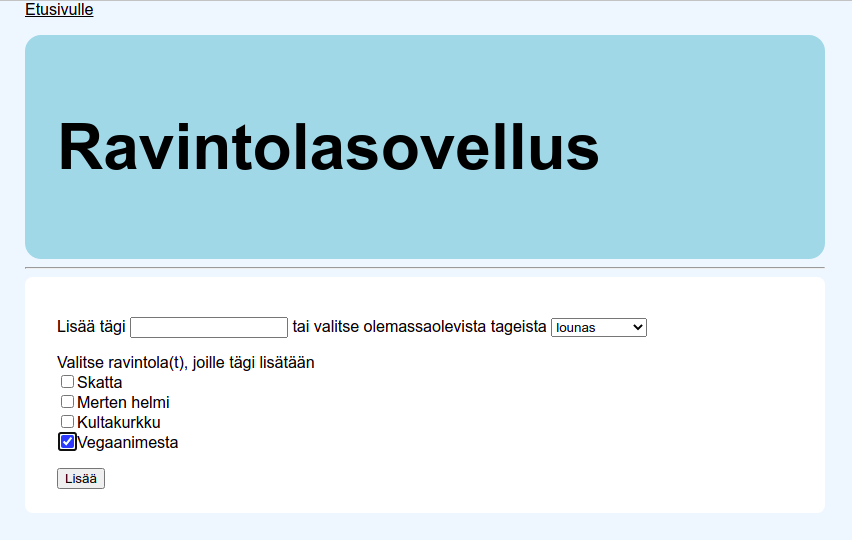 Etusivulle
Ravintolasovellus
Lisää tägi tai valitse olemassaolevista tageista lounas
Valitse ravintola(t), joille tägi lisätään
Skatta
Merten helmi
Kultakurkku
Vegaanimesta
Lisää